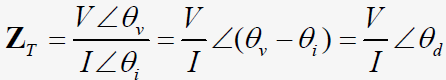 Z_T = V∠θ_v / I∠θ_i = V / I ∠(θ_v − θ_i) = V / I ∠θ_d